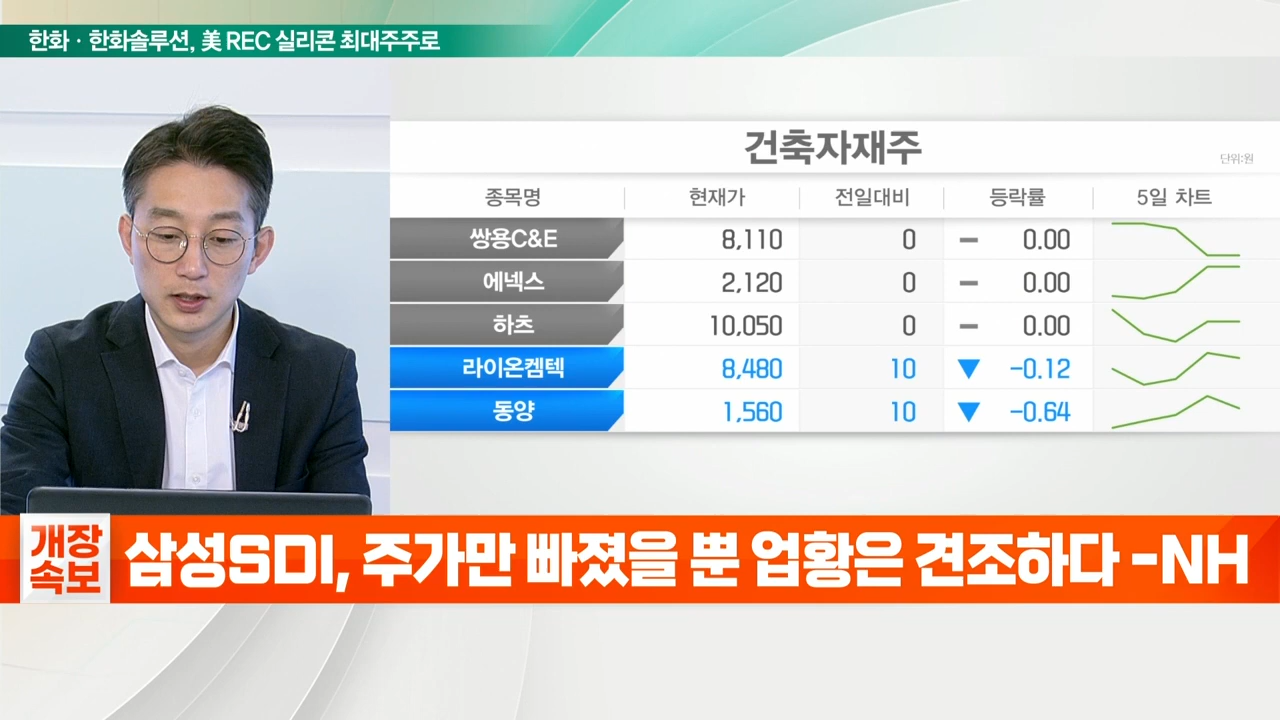 한화·한화솔루션, 美 REC 실리콘 최대주주로
건축자재주
단위:원
종목명 현재가 전일대비 등락률 5일 차트
쌍용C&E 8,110 0 0.00
에넥스 2,120 0 0.00
하츠 10,050 0 0.00
라이온켐텍 8,480 10 ▼ -0.12
동양 1,560 10 ▼ -0.64
개장
속보
삼성SDI, 주가만 빠졌을 뿐 업황은 견조하다 -NH